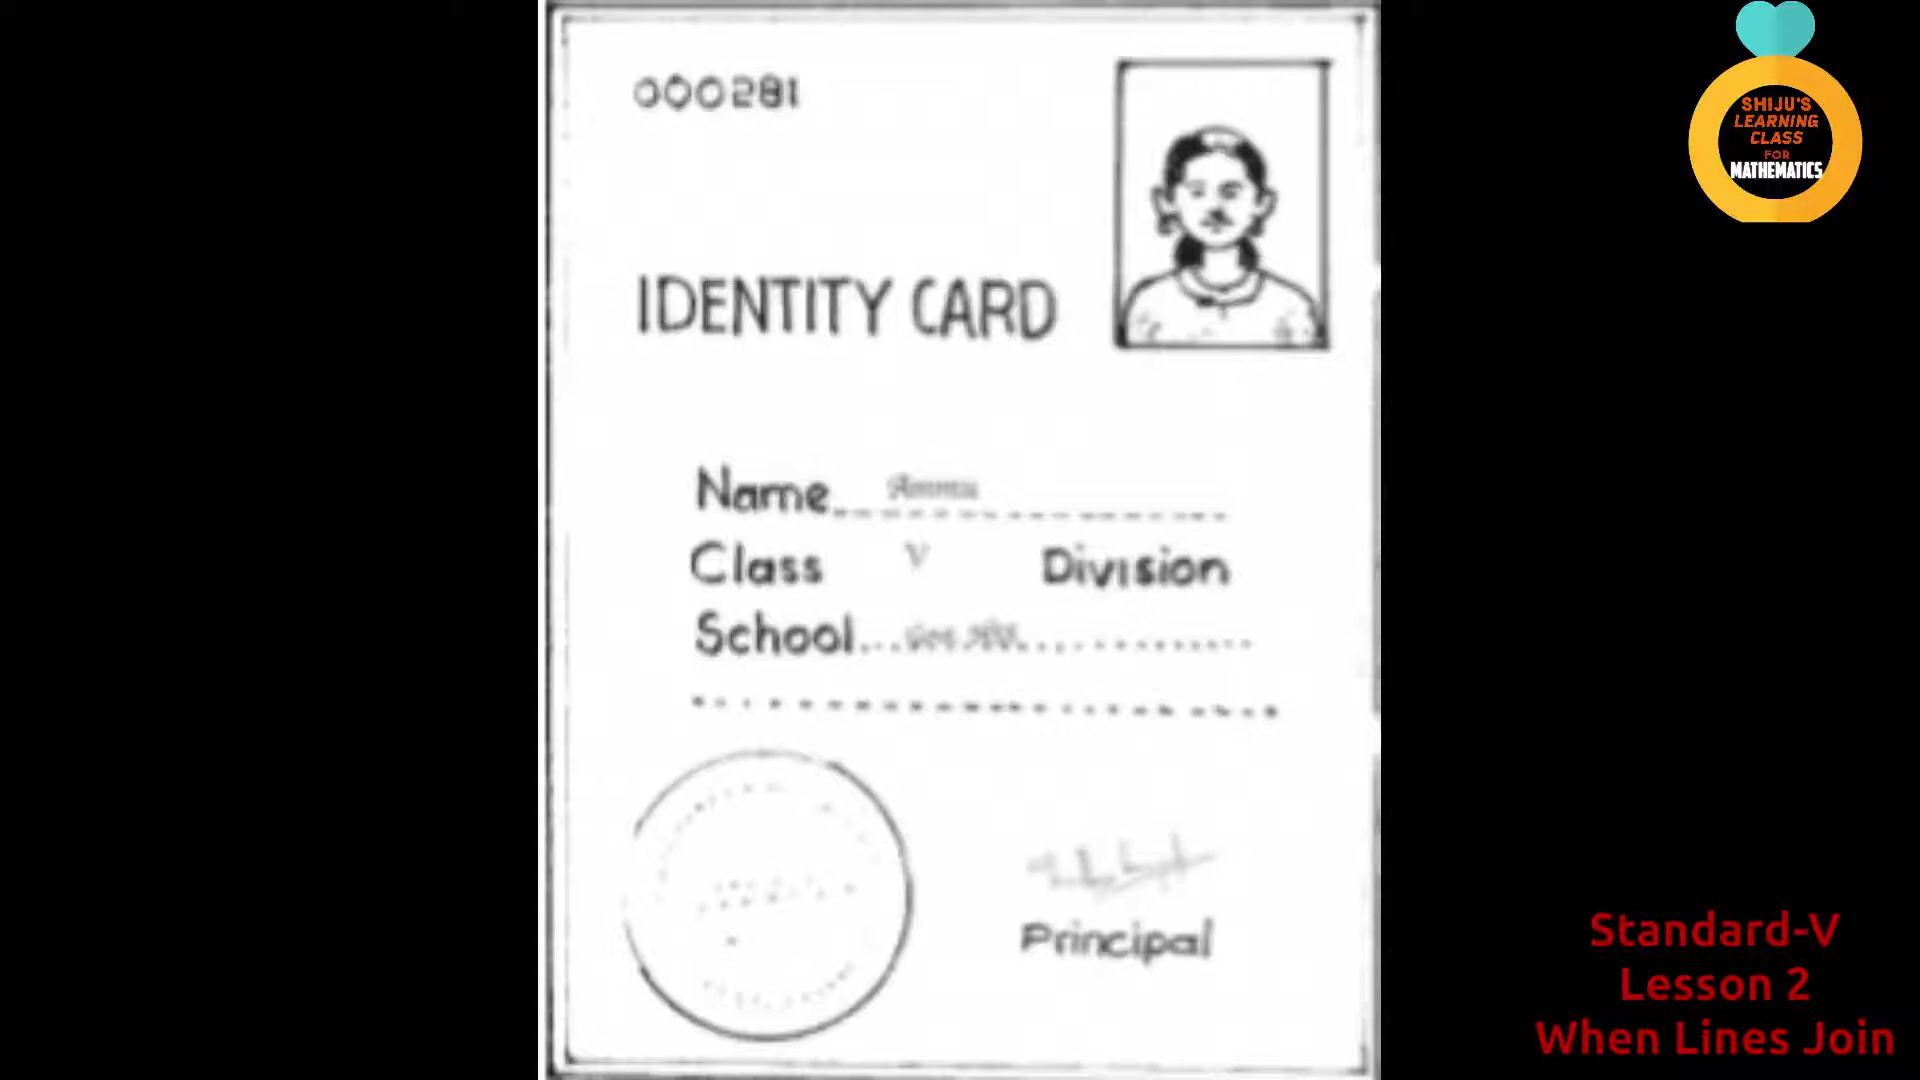 000281
IDENTITY CARD
Name Ammu
Class V Division
School
Principal
SHIJU'S
LEARNING
CLASS
FOR
MATHEMATICS
Standard-V
Lesson 2
When Lines Join